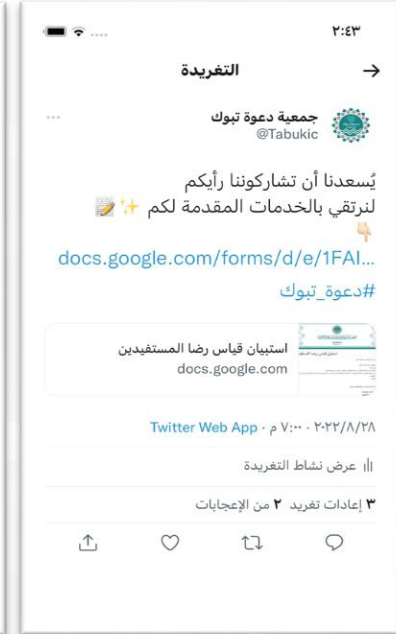 ٢:٤٣
التغريدة
جمعية دعوة تبوك
@Tabukic
يُسعدنا أن تشاركوننا رأيكم
لنرتقي بالخدمات المقدمة لكم ✨📝
👇🏻
docs.google.com/forms/d/e/1FAI...
#دعوة_تبوك
استبيان قياس رضا المستفيدين
docs.google.com
٢٠٢٢/٨/٢٨ · ٧:٠٠ م · Twitter Web App
عرض نشاط التغريدة
٣ إعادات تغريد ٢ من الإعجابات